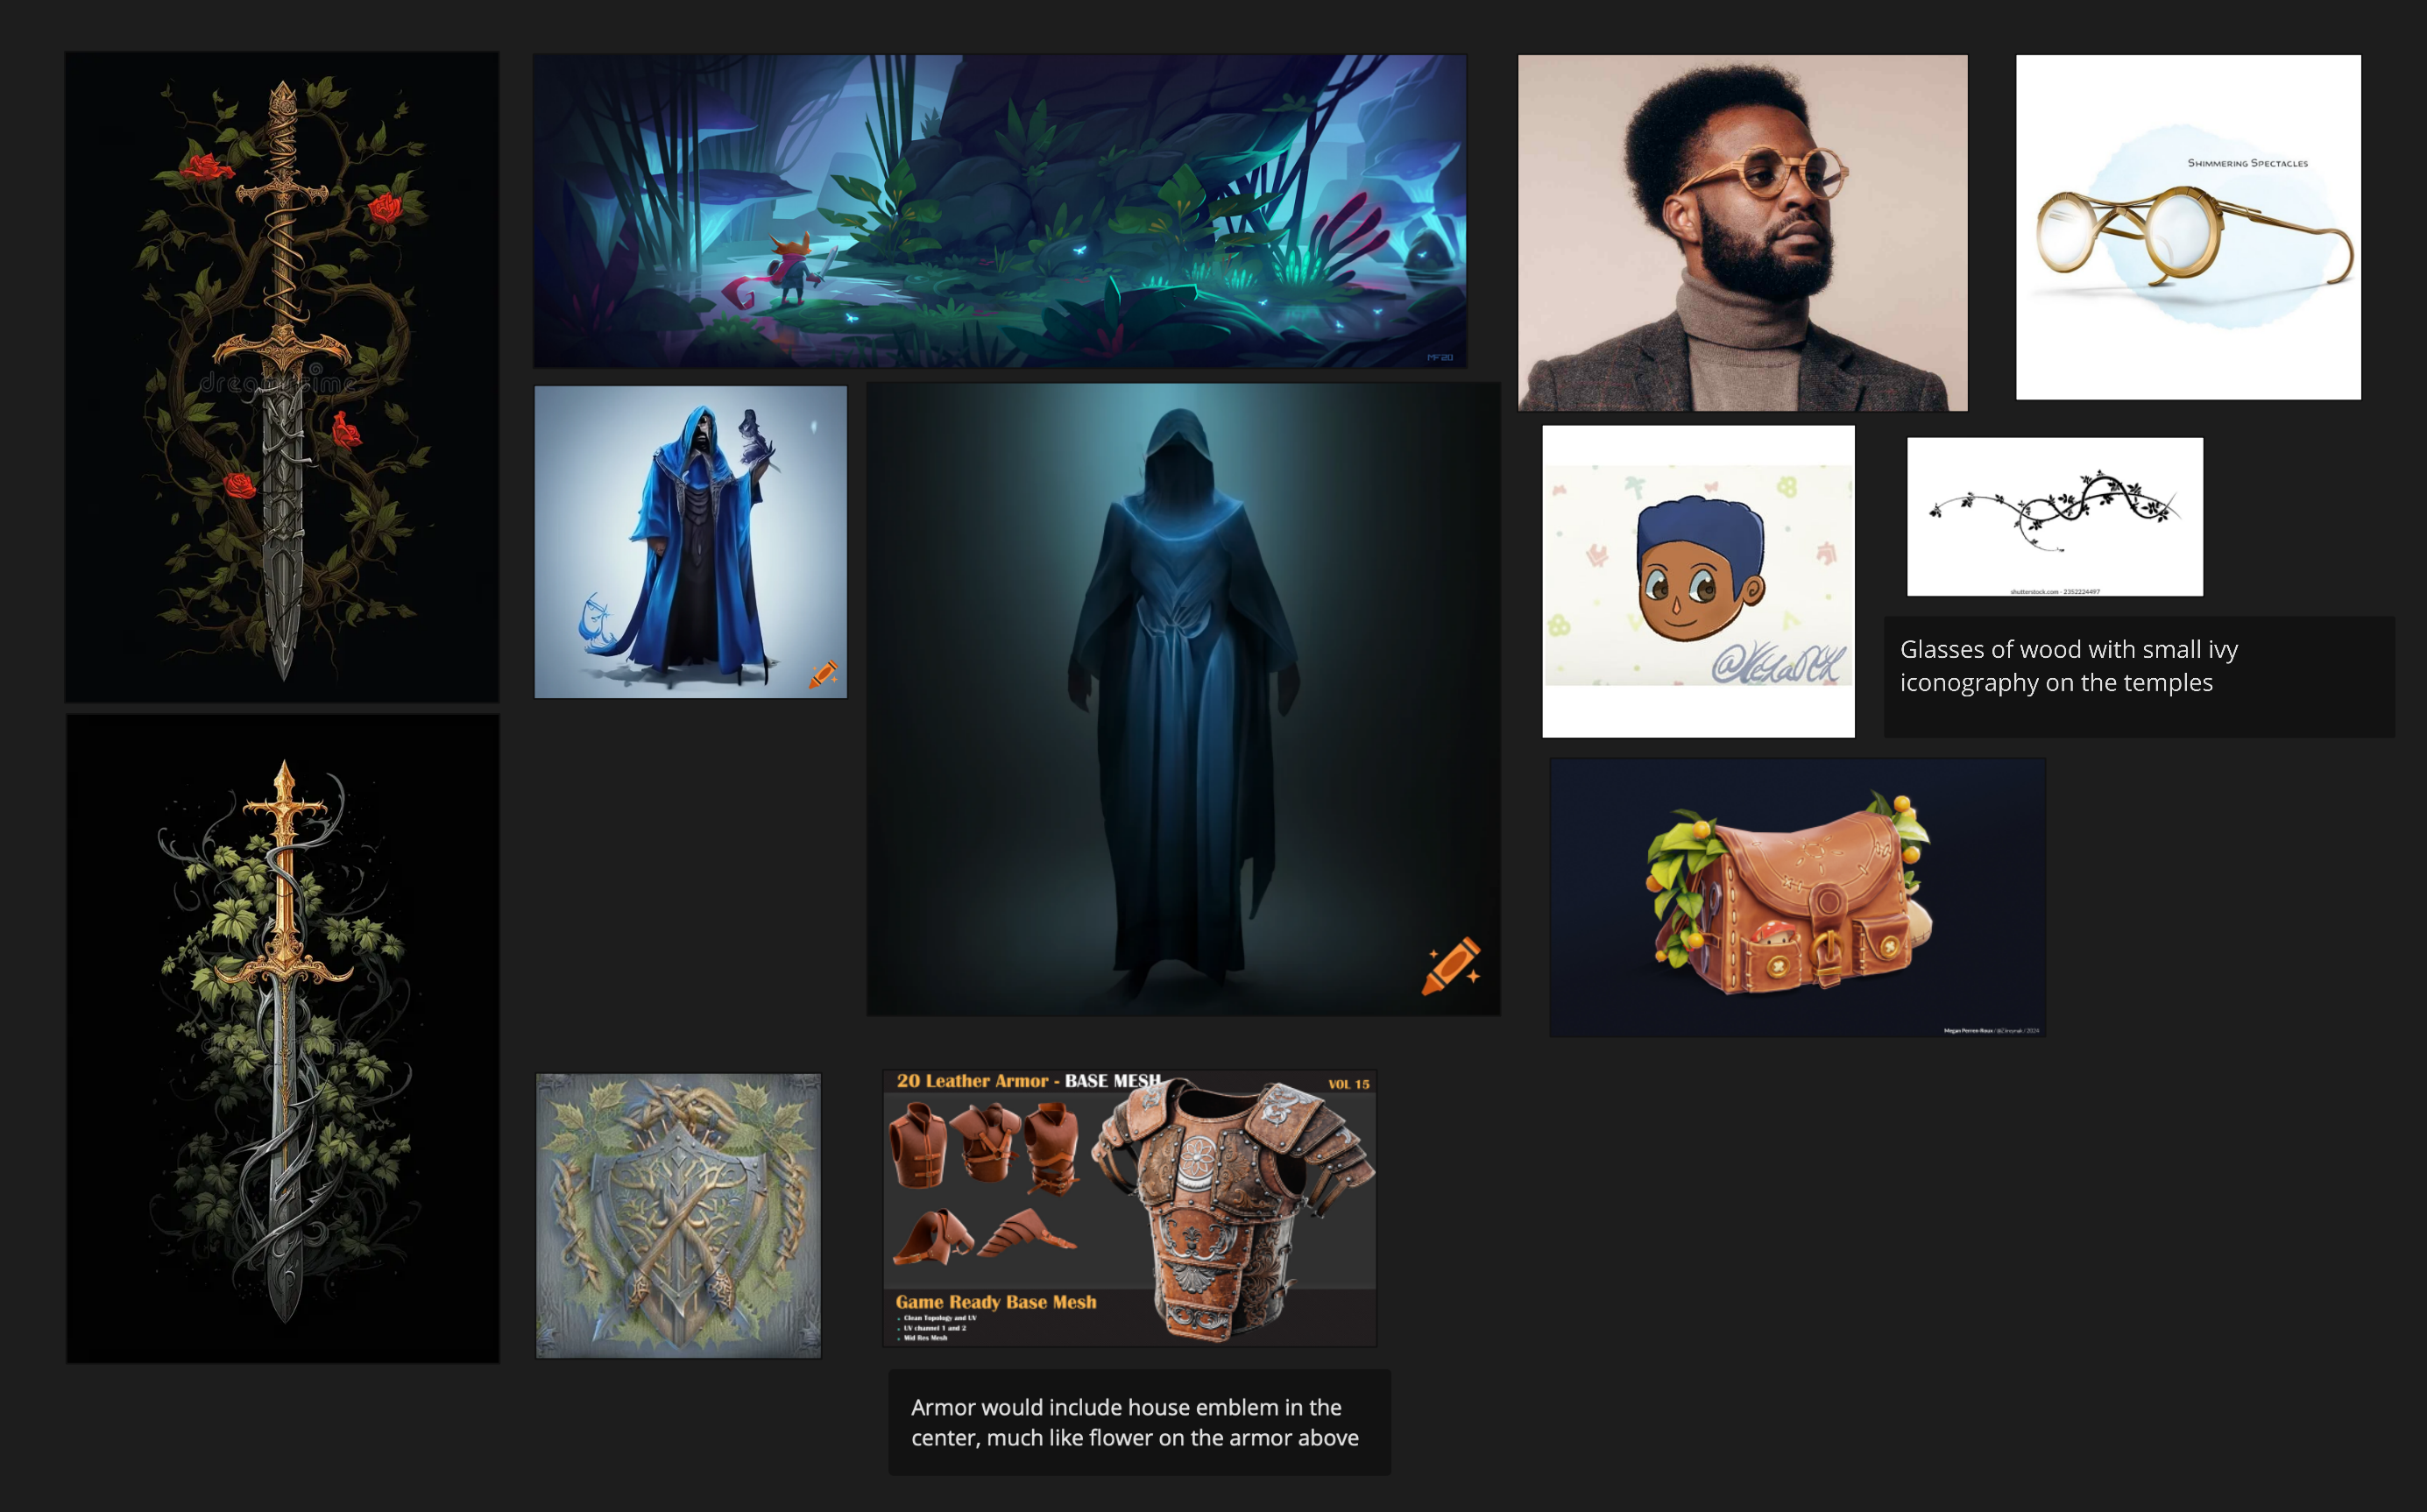 dreamstime
MF20
SHIMMERING SPECTACLES
shutterstock.com · 2352224497
Glasses of wood with small ivy
iconography on the temples
Megan Perren-Roux / @Elmonak / 2024
20 Leather Armor - BASE MESH
VOL 15
Game Ready Base Mesh
Clean Topology and UV
UV channel 1 and 2
Mid Res Mesh
Armor would include house emblem in the
center, much like flower on the armor above